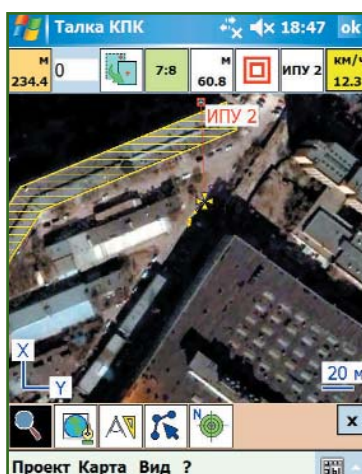 Талка КПК 18:47 ok
м 234.4 0 7:8 м 60.8 ИПУ 2 км/ч 12.3
ИПУ 2
X
Y
20 м
N
x
Проект Карта Вид ?